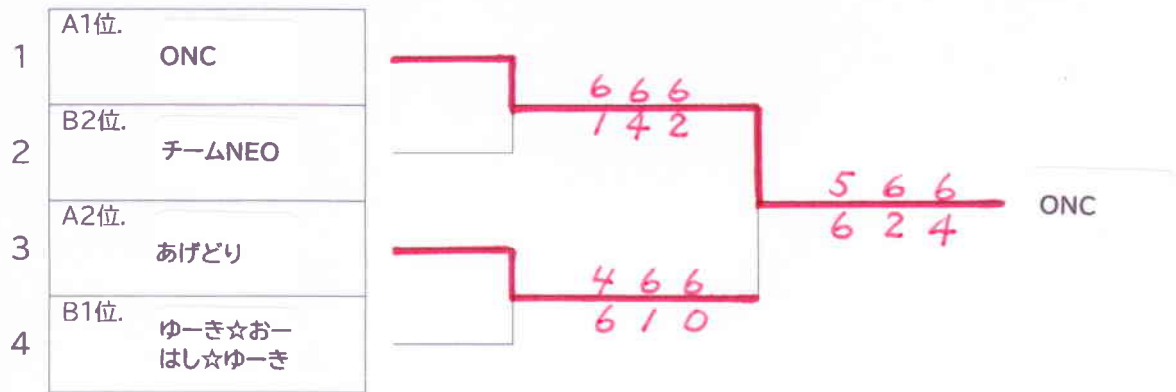 1
A1位.
ONC
2
B2位.
チームNEO
3
A2位.
あげどり
4
B1位.
ゆーき☆おー
はし☆ゆーき
6 6 6
1 4 2
4 6 6
6 1 0
5 6 6
6 2 4
ONC